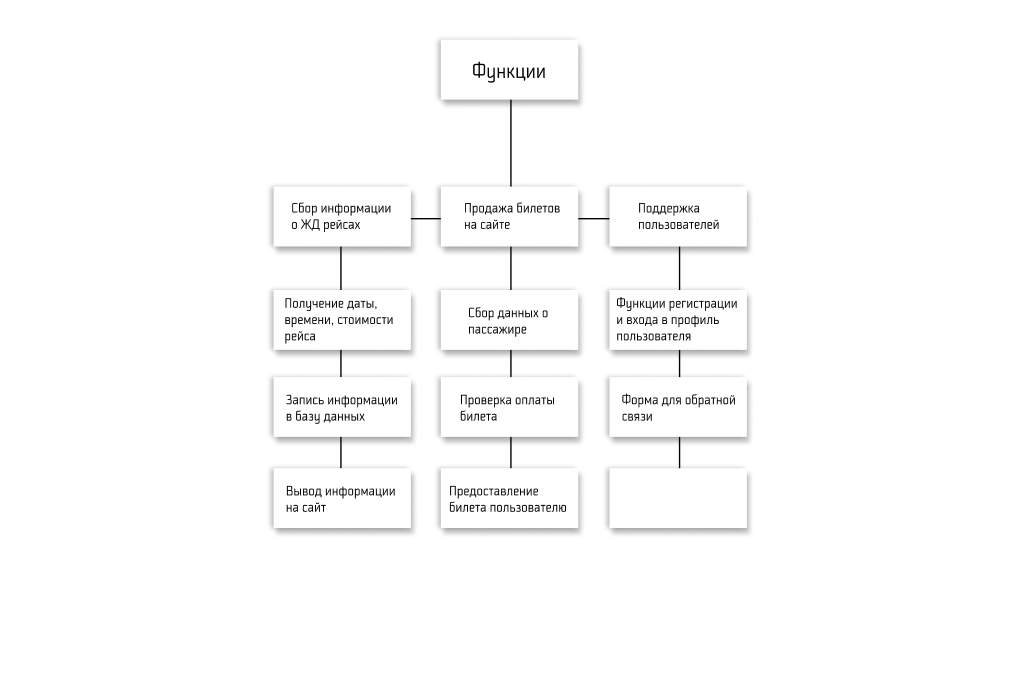 Функции
Сбор информации
о ЖД рейсах
Продажа билетов
на сайте
Поддержка
пользователей
Получение даты,
времени, стоимости
рейса
Сбор данных о
пассажире
Функции регистрации
и входа в профиль
пользователя
Запись информации
в базу данных
Проверка оплаты
билета
Форма для обратной
связи
Вывод информации
на сайт
Предоставление
билета пользователю